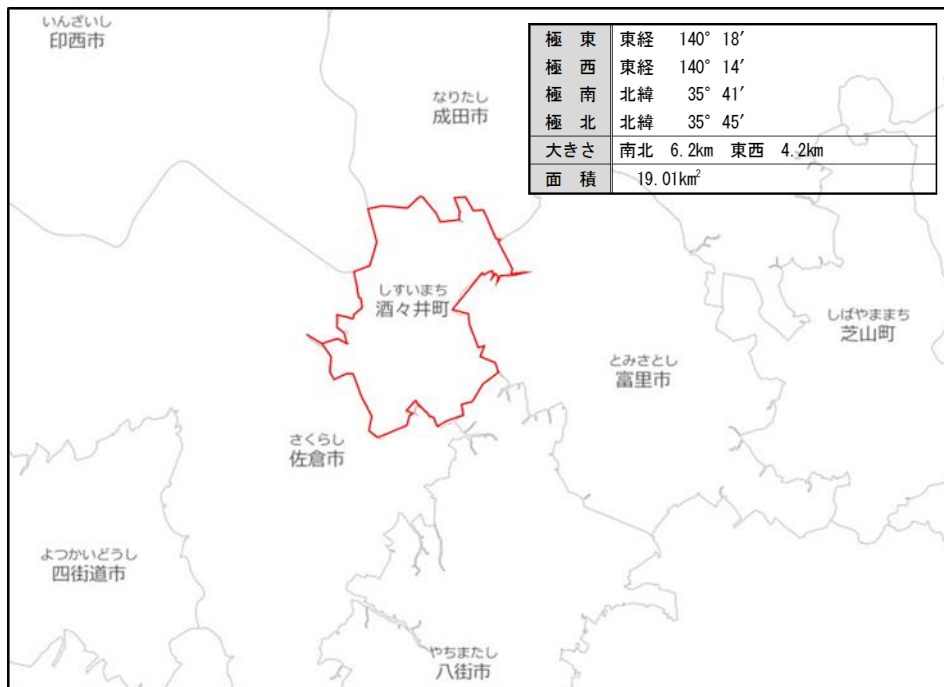 いんざいし
印西市
極 東 東経 140° 18′
極 西 東経 140° 14′
極 南 北緯 35° 41′
極 北 北緯 35° 45′
大きさ 南北 6.2km 東西 4.2km
面 積 19.01km²
なりたし
成田市
しすいまち
酒々井町
しばやままち
芝山町
とみさとし
富里市
さくらし
佐倉市
よつかいどうし
四街道市
やちまたし
八街市